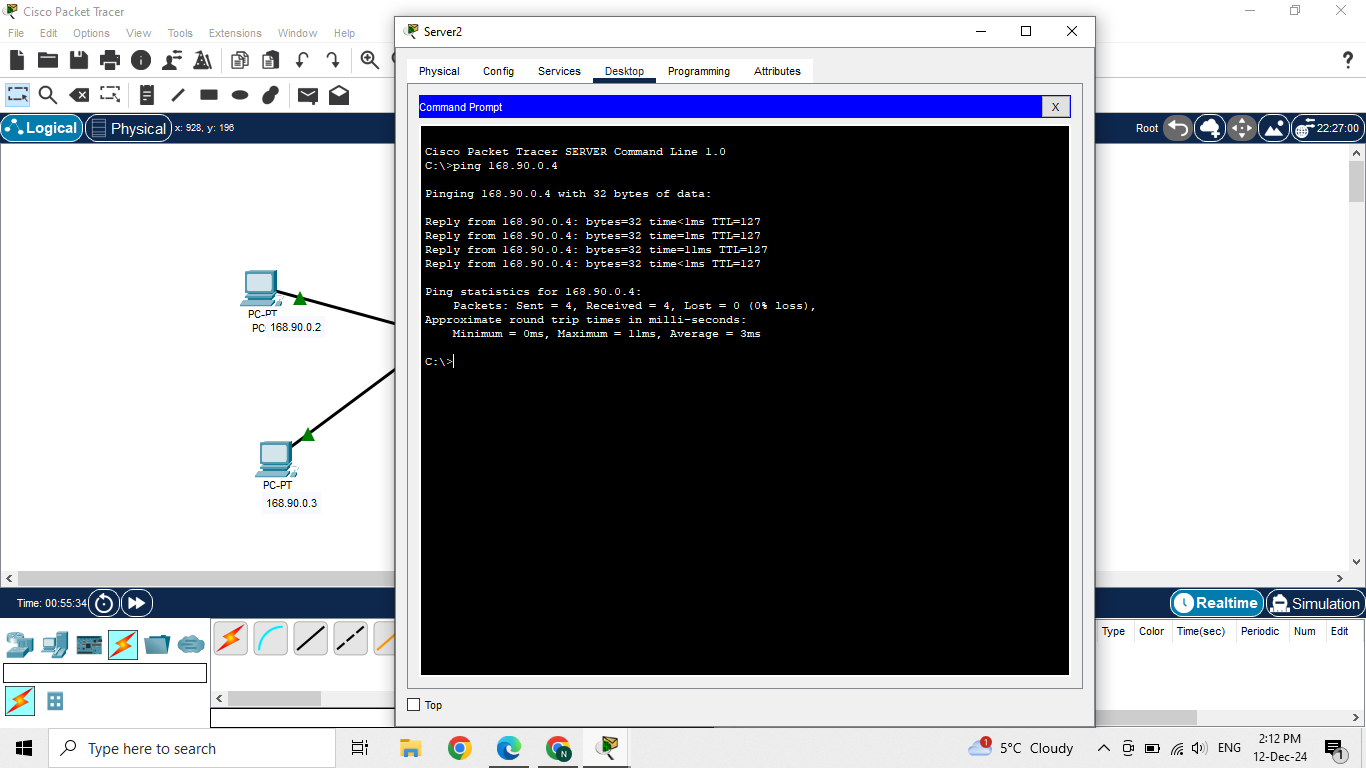 Cisco Packet Tracer
File Edit Options View Tools Extensions Window Help
Logical Physical x: 928, y: 196
Root 22:27:00
PC-PT
PC 168.90.0.2
PC-PT
168.90.0.3
Server2
Physical Config Services Desktop Programming Attributes
Command Prompt X
Cisco Packet Tracer SERVER Command Line 1.0
C:\>ping 168.90.0.4
Pinging 168.90.0.4 with 32 bytes of data:
Reply from 168.90.0.4: bytes=32 time<1ms TTL=127
Reply from 168.90.0.4: bytes=32 time=1ms TTL=127
Reply from 168.90.0.4: bytes=32 time=11ms TTL=127
Reply from 168.90.0.4: bytes=32 time<1ms TTL=127
Ping statistics for 168.90.0.4:
Packets: Sent = 4, Received = 4, Lost = 0 (0% loss),
Approximate round trip times in milli-seconds:
Minimum = 0ms, Maximum = 11ms, Average = 3ms
C:\>
Top
Time: 00:55:34
Realtime Simulation
Type Color Time(sec) Periodic Num Edit
Type here to search
1 5°C Cloudy
N
ENG
2:12 PM
12-Dec-24
1